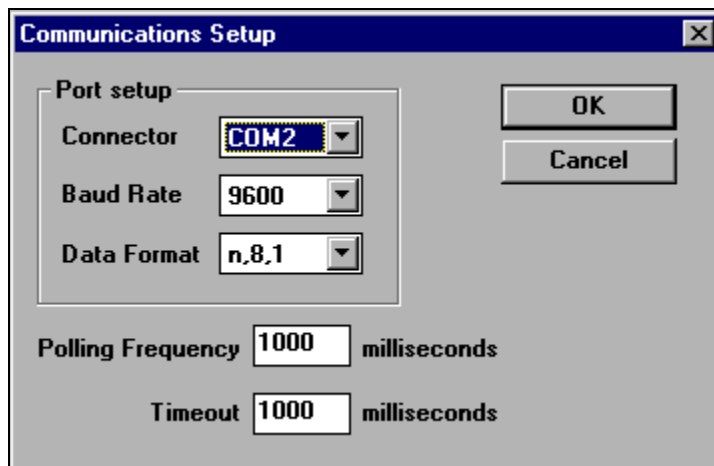 Communications Setup
Port setup
Connector COM2
Baud Rate 9600
Data Format n,8,1
OK
Cancel
Polling Frequency 1000 milliseconds
Timeout 1000 milliseconds